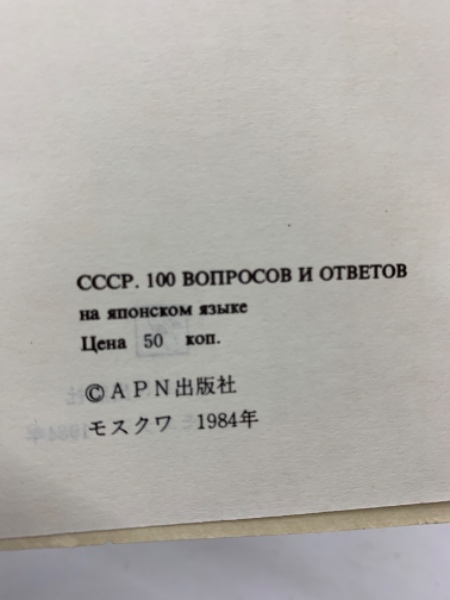 СССР. 100 ВОПРОСОВ И ОТВЕТОВ
на японском языке
Цена 50 коп.
©APN出版社
モスクワ 1984年